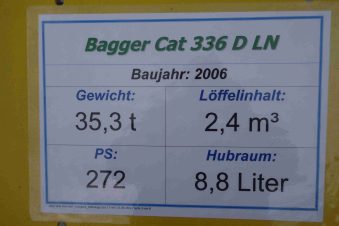 Bagger Cat 336 D LN
Baujahr: 2006
Gewicht: Löffelinhalt:
35,3 t 2,4 m³
PS: Hubraum:
272 8,8 Liter